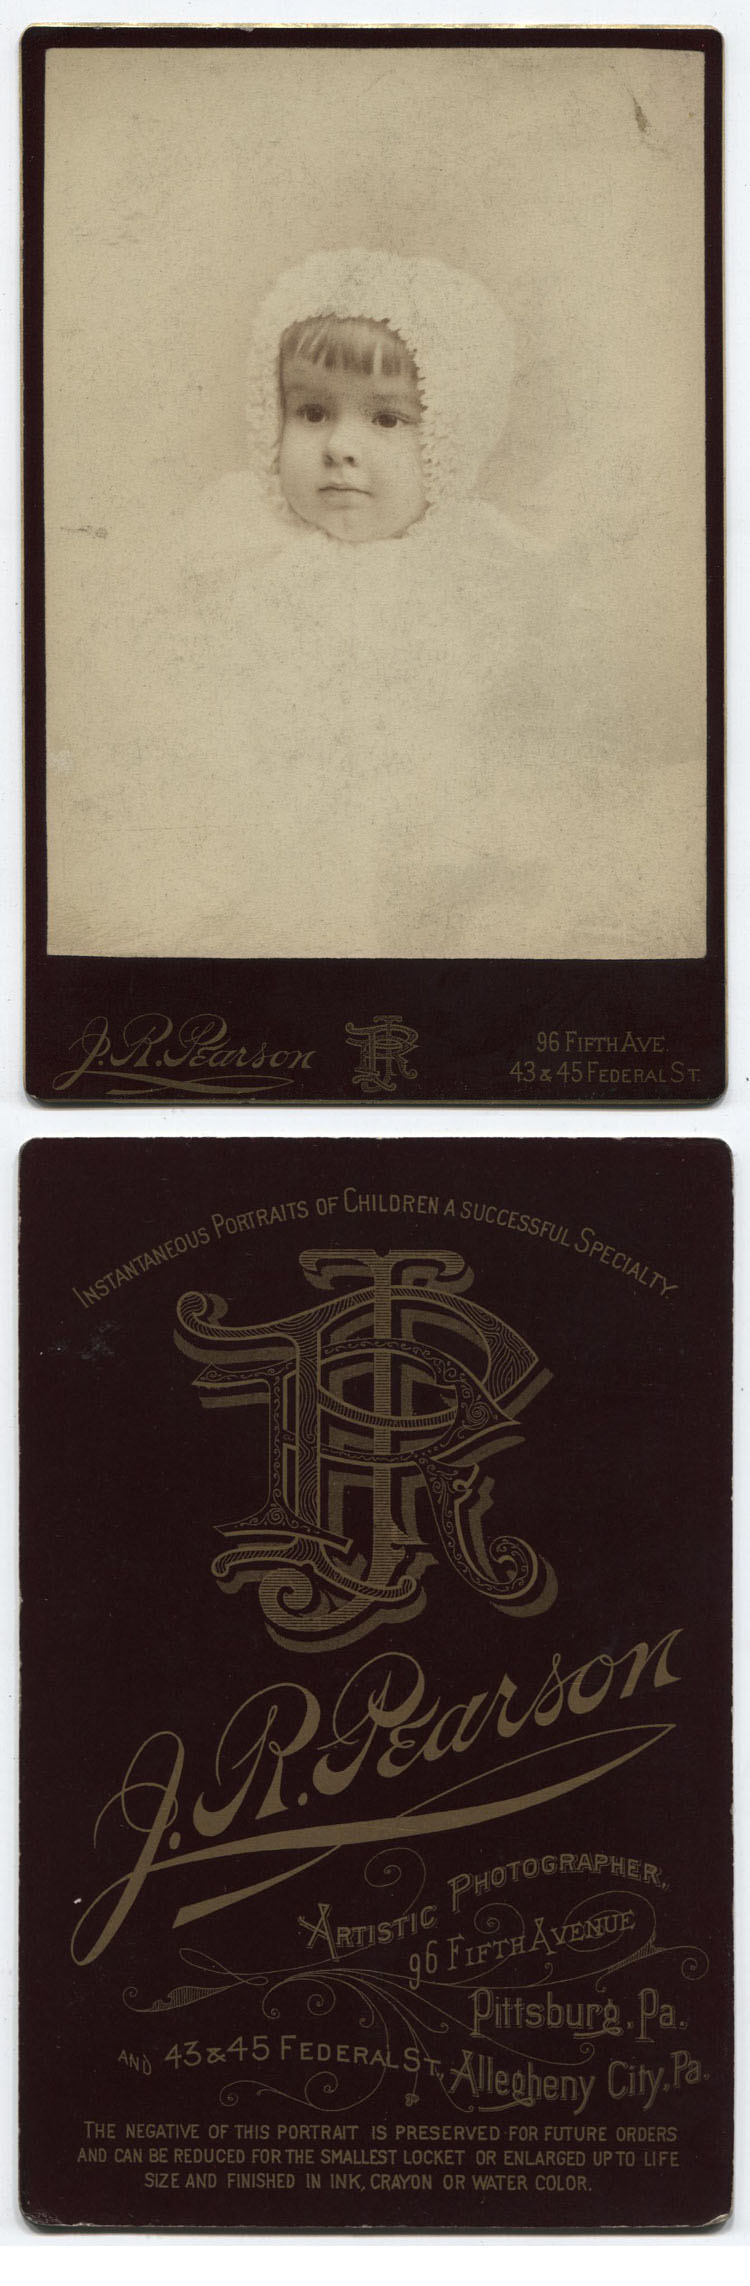 J. R. Pearson
JRP
96 Fifth Ave.
43 & 45 Federal St.
Instantaneous Portraits of Children a successful Specialty.
JRP
J. R. Pearson
Artistic Photographer,
96 Fifth Avenue
Pittsburg, Pa.
and 43 & 45 Federal St., Allegheny City, Pa.
The negative of this portrait is preserved for future orders
and can be reduced for the smallest locket or enlarged up to life
size and finished in ink, crayon or water color.